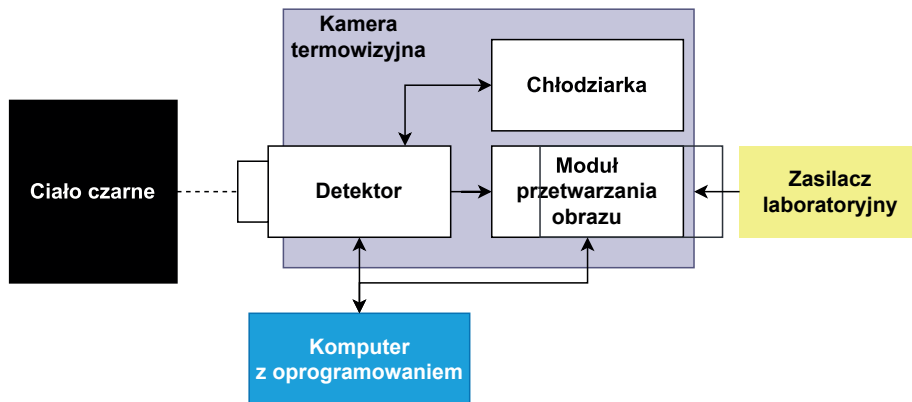 Kamera
termowizyjna
Chłodziarka
Ciało czarne
Detektor
Moduł
przetwarzania
obrazu
Zasilacz
laboratoryjny
Komputer
z oprogramowaniem